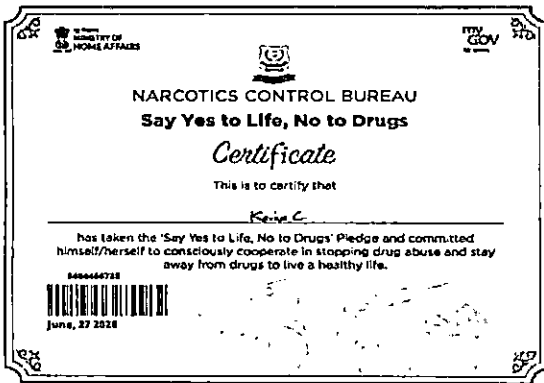 MINISTRY OF
HOME AFFAIRS
my
GOV
NARCOTICS CONTROL BUREAU
Say Yes to Life, No to Drugs
Certificate
This is to certify that
has taken the 'Say Yes to Life, No to Drugs' Pledge and committed
himself/herself to consciously cooperate in stopping drug abuse and stay
away from drugs to live a healthy life.
June, 27